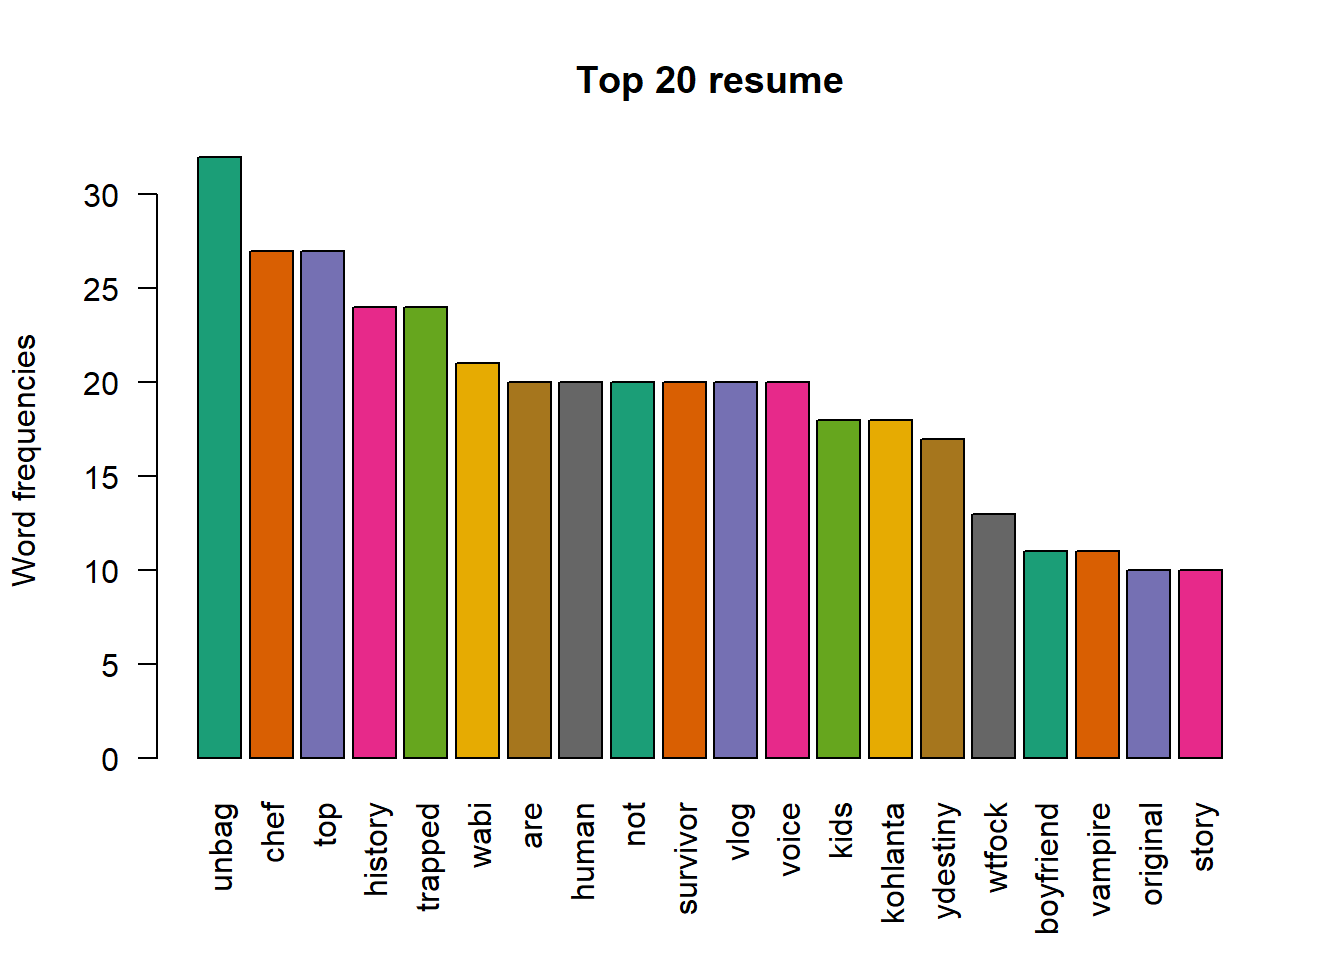 Top 20 resume
Word frequencies
30
25
20
15
10
5
0
unbag
chef
top
history
trapped
wabi
are
human
not
survivor
vlog
voice
kids
kohlanta
ydestiny
wtfock
boyfriend
vampire
original
story